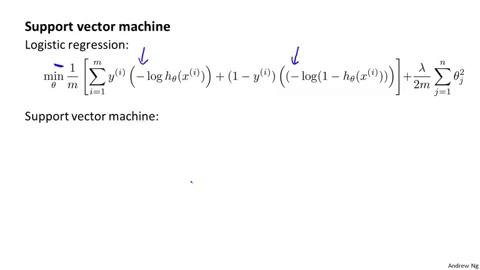 Support vector machine
Logistic regression:
$\min_{\theta} \frac{1}{m} \left[ \sum_{i=1}^{m} y^{(i)} \left( -\log h_\theta(x^{(i)}) \right) + (1 - y^{(i)}) \left( (-\log(1 - h_\theta(x^{(i)}))) \right) \right] + \frac{\lambda}{2m} \sum_{j=1}^{n} \theta_j^2$
Support vector machine:
Andrew Ng